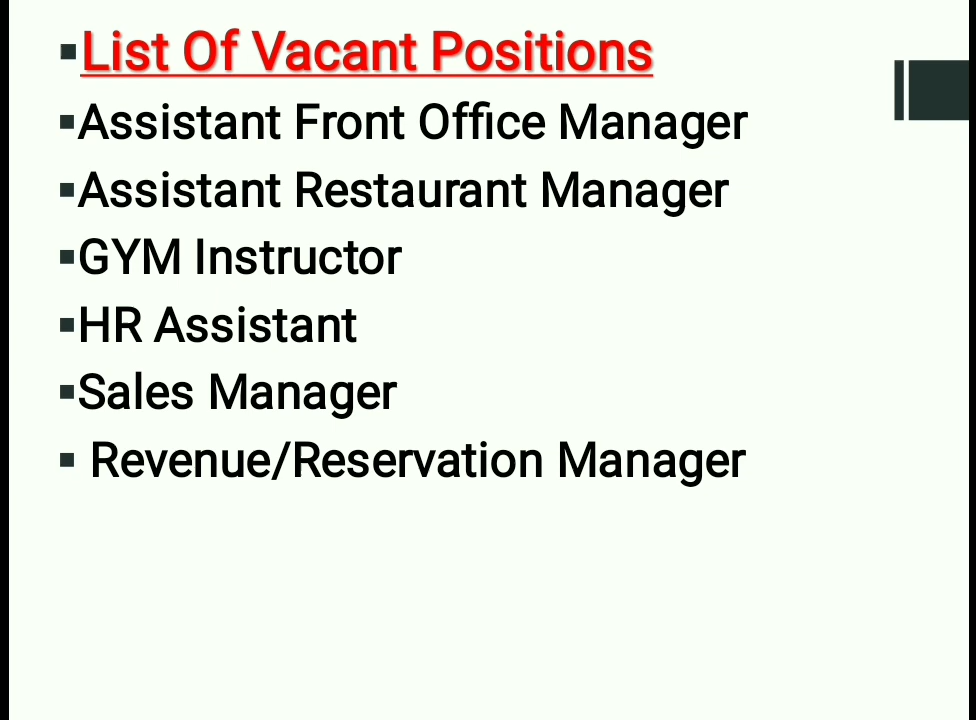 ▪List Of Vacant Positions
▪Assistant Front Office Manager
▪Assistant Restaurant Manager
▪GYM Instructor
▪HR Assistant
▪Sales Manager
▪ Revenue/Reservation Manager